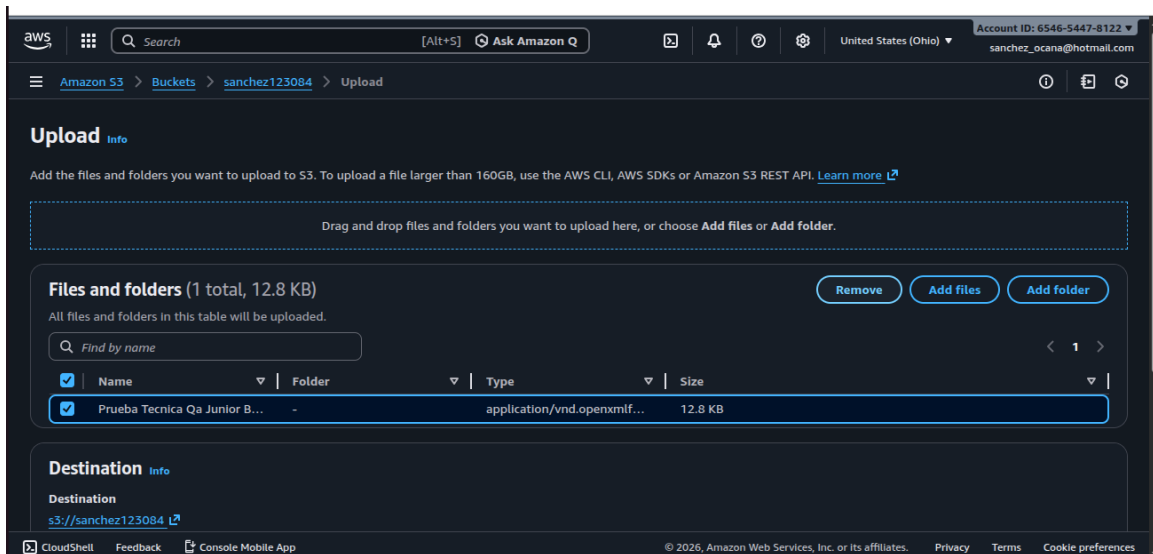 aws Search [Alt+S] Ask Amazon Q United States (Ohio) ▼ Account ID: 6546-5447-8122 ▼
sanchez_ocana@hotmail.com
Amazon S3 > Buckets > sanchez123084 > Upload
Upload Info
Add the files and folders you want to upload to S3. To upload a file larger than 160GB, use the AWS CLI, AWS SDKs or Amazon S3 REST API. Learn more
Drag and drop files and folders you want to upload here, or choose Add files or Add folder.
Files and folders (1 total, 12.8 KB) Remove Add files Add folder
All files and folders in this table will be uploaded.
Find by name < 1 >
Name Folder Type Size
Prueba Tecnica Qa Junior B... - application/vnd.openxmlf... 12.8 KB
Destination Info
Destination
s3://sanchez123084
CloudShell Feedback Console Mobile App © 2026, Amazon Web Services, Inc. or its affiliates. Privacy Terms Cookie preferences